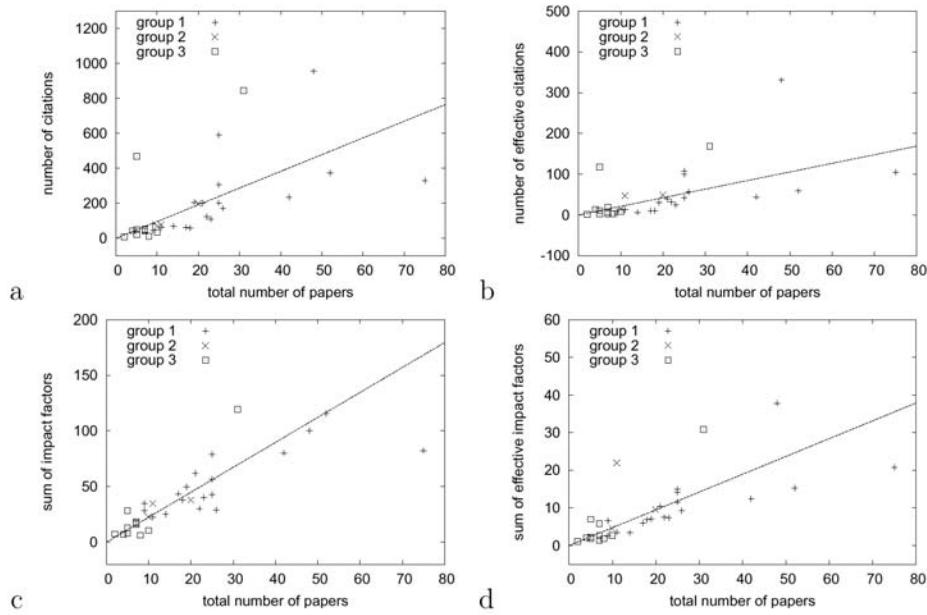 group 1
group 2
group 3
1200
1000
800
600
400
200
0
number of citations
0 10 20 30 40 50 60 70 80
total number of papers
a
group 1
group 2
group 3
500
400
300
200
100
0
-100
number of effective citations
0 10 20 30 40 50 60 70 80
total number of papers
b
group 1
group 2
group 3
200
150
100
50
0
sum of impact factors
0 10 20 30 40 50 60 70 80
total number of papers
c
group 1
group 2
group 3
60
50
40
30
20
10
0
sum of effective impact factors
0 10 20 30 40 50 60 70 80
total number of papers
d